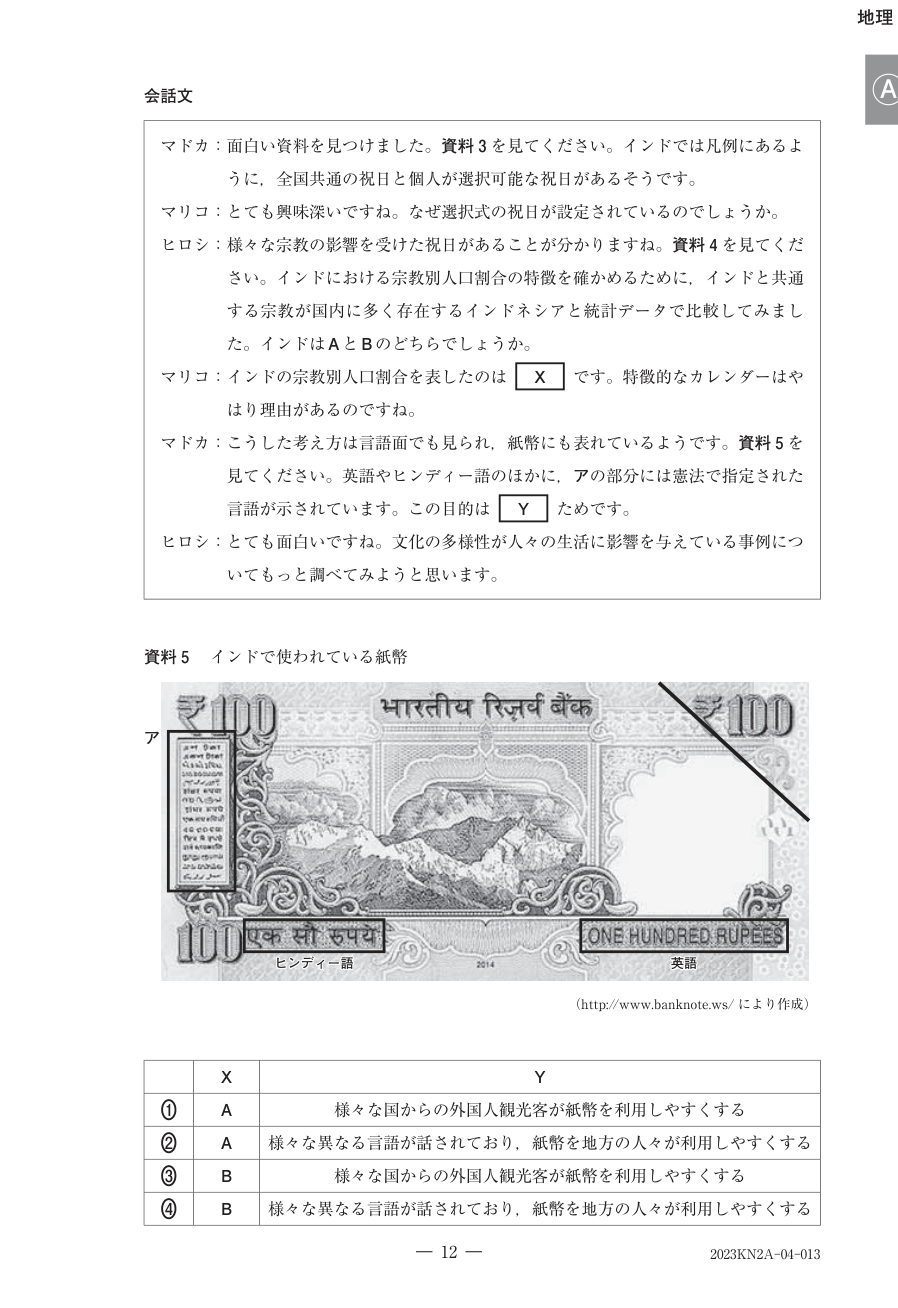 地理
A
会話文
マドカ：面白い資料を見つけました。資料3を見てください。インドでは凡例にあるよ
うに，全国共通の祝日と個人が選択可能な祝日があるそうです。
マリコ：とても興味深いですね。なぜ選択式の祝日が設定されているのでしょうか。
ヒロシ：様々な宗教の影響を受けた祝日があることが分かりますね。資料4を見てくだ
さい。インドにおける宗教別人口割合の特徴を確かめるために，インドと共通
する宗教が国内に多く存在するインドネシアと統計データで比較してみまし
た。インドはAとBのどちらでしょうか。
マリコ：インドの宗教別人口割合を表したのは X です。特徴的なカレンダーはや
はり理由があるのですね。
マドカ：こうした考え方は言語面でも見られ，紙幣にも表れているようです。資料5を
見てください。英語やヒンディー語のほかに，アの部分には憲法で指定された
言語が示されています。この目的は Y ためです。
ヒロシ：とても面白いですね。文化の多様性が人々の生活に影響を与えている事例につ
いてもっと調べてみようと思います。
資料5 インドで使われている紙幣
₹100 भारतीय रिज़र्व बैंक ₹100
ア
100 एक सौ रुपये ONE HUNDRED RUPEES
ヒンディー語 2014 英語
（http://www.banknote.ws/ により作成）
X Y
① A 様々な国からの外国人観光客が紙幣を利用しやすくする
② A 様々な異なる言語が話されており，紙幣を地方の人々が利用しやすくする
③ B 様々な国からの外国人観光客が紙幣を利用しやすくする
④ B 様々な異なる言語が話されており，紙幣を地方の人々が利用しやすくする
― 12 ―
2023KN2A-04-013